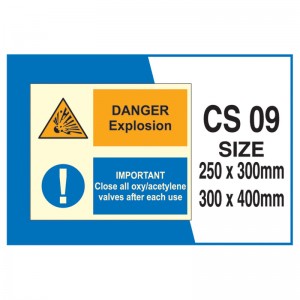 DANGER
Explosion
IMPORTANT
Close all oxy/acetylene
valves after each use
CS 09
SIZE
250 x 300mm
300 x 400mm